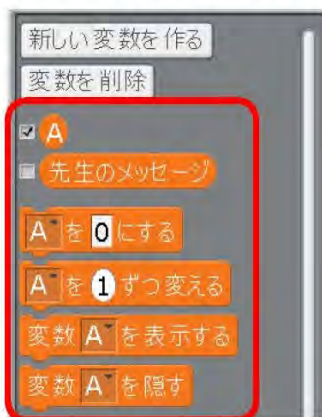 新しい変数を作る
変数を削除
A
先生のメッセージ
A を 0 にする
A を 1 ずつ変える
変数 A を表示する
変数 A を隠す